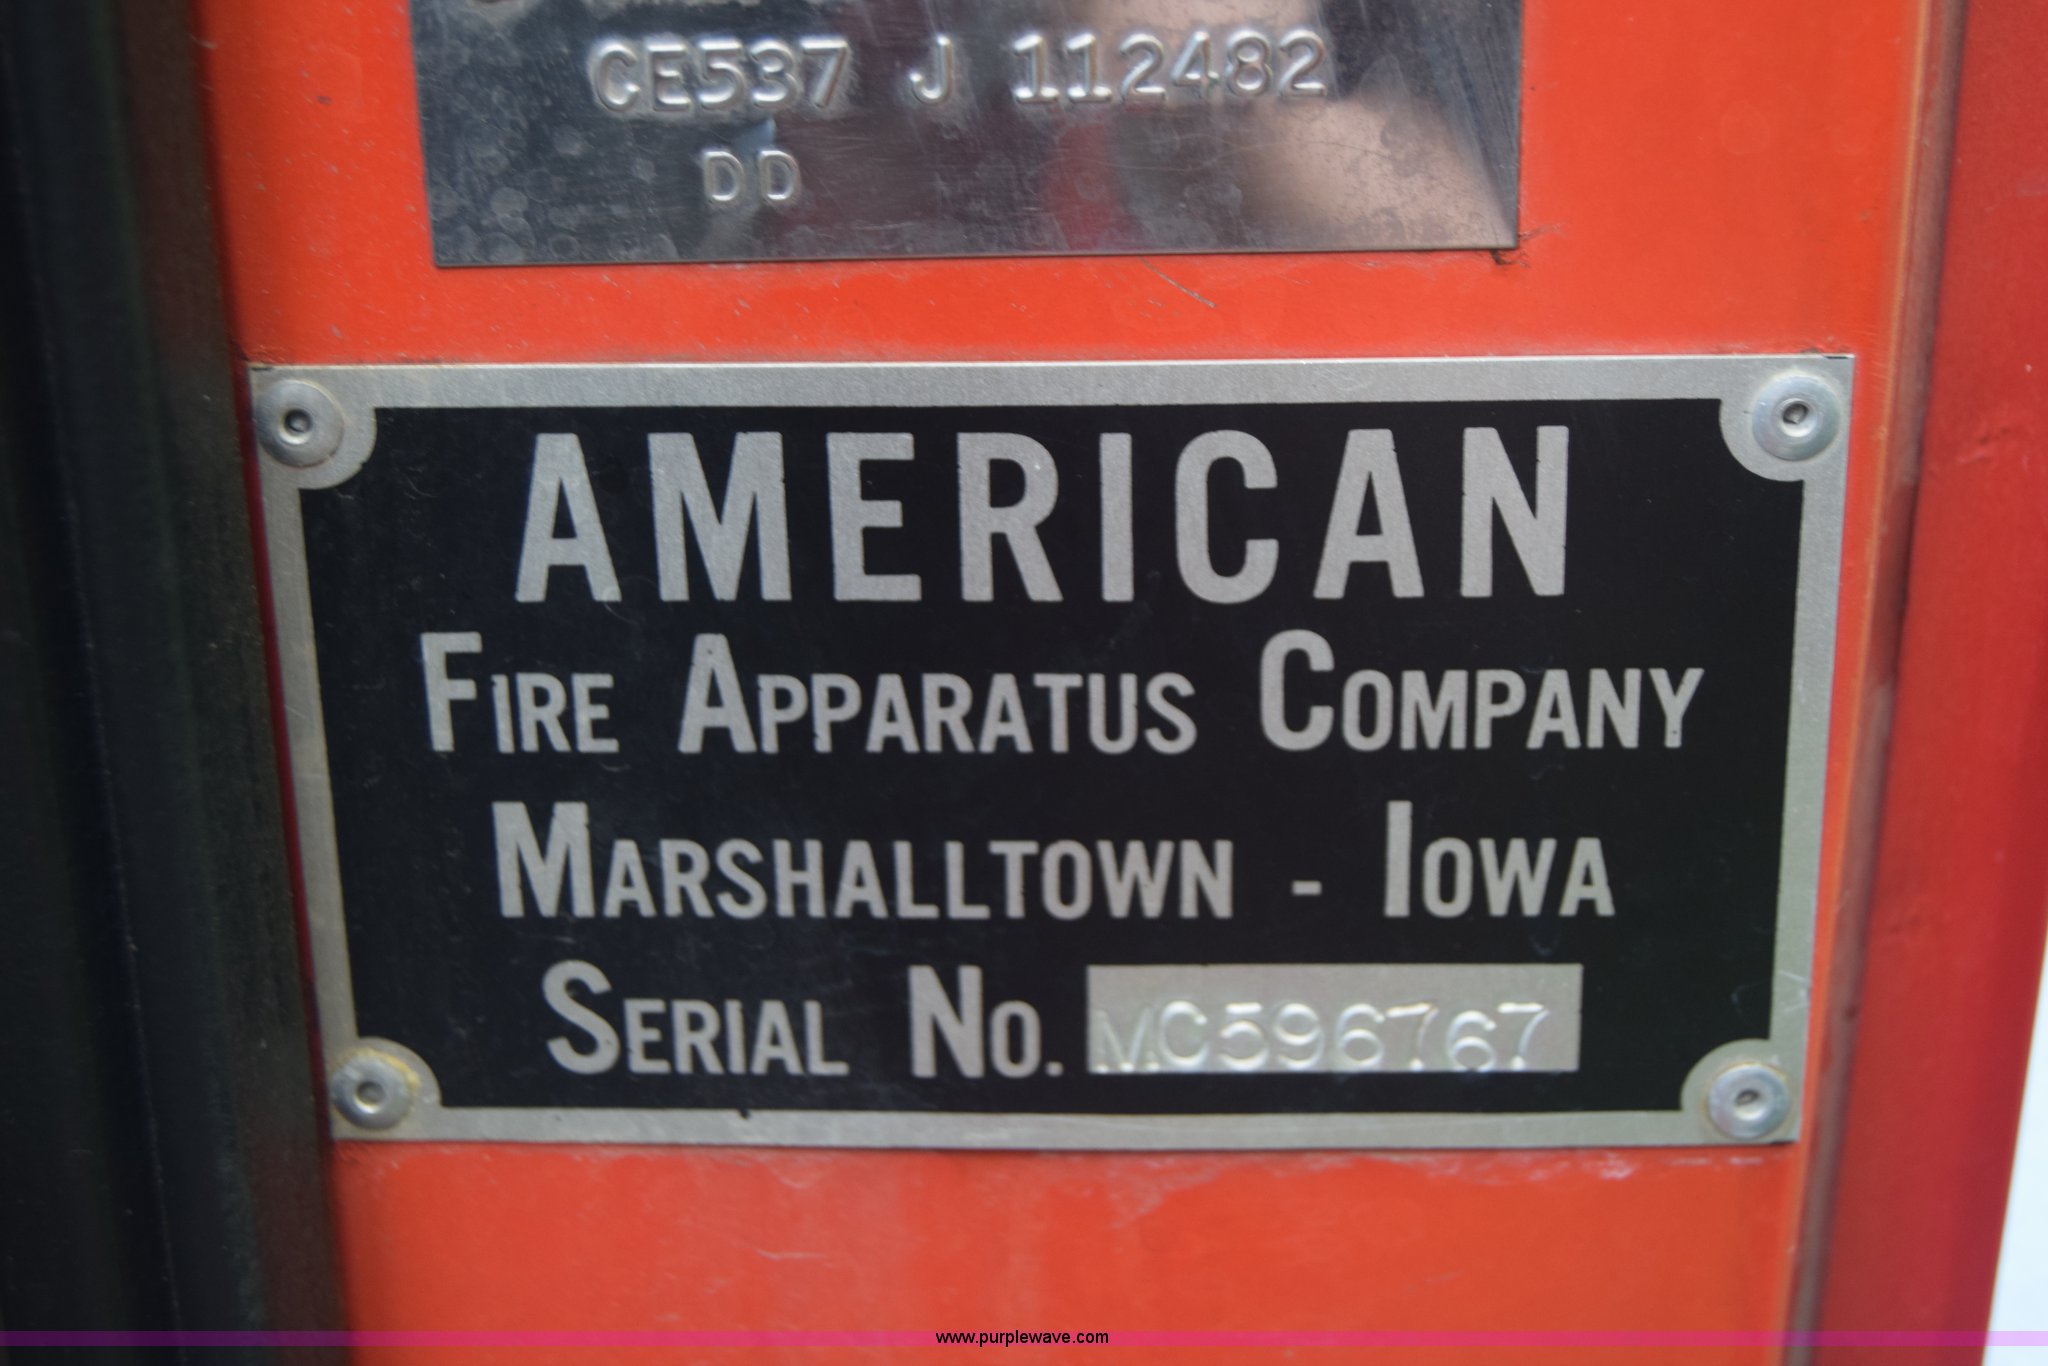 CE537 J 112482
DD
AMERICAN
FIRE APPARATUS COMPANY
MARSHALLTOWN - IOWA
SERIAL NO. MC596767
www.purplewave.com